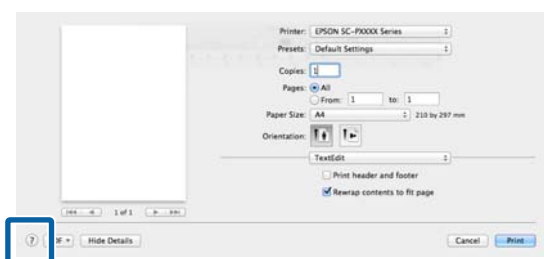 Printer: EPSON SC-PXXXX Series
Presets: Default Settings
Copies: 1
Pages: All
From: 1 to: 1
Paper Size: A4 210 by 297 mm
Orientation:
TextEdit
Print header and footer
Rewrap contents to fit page
1 of 1
? DF Hide Details Cancel Print